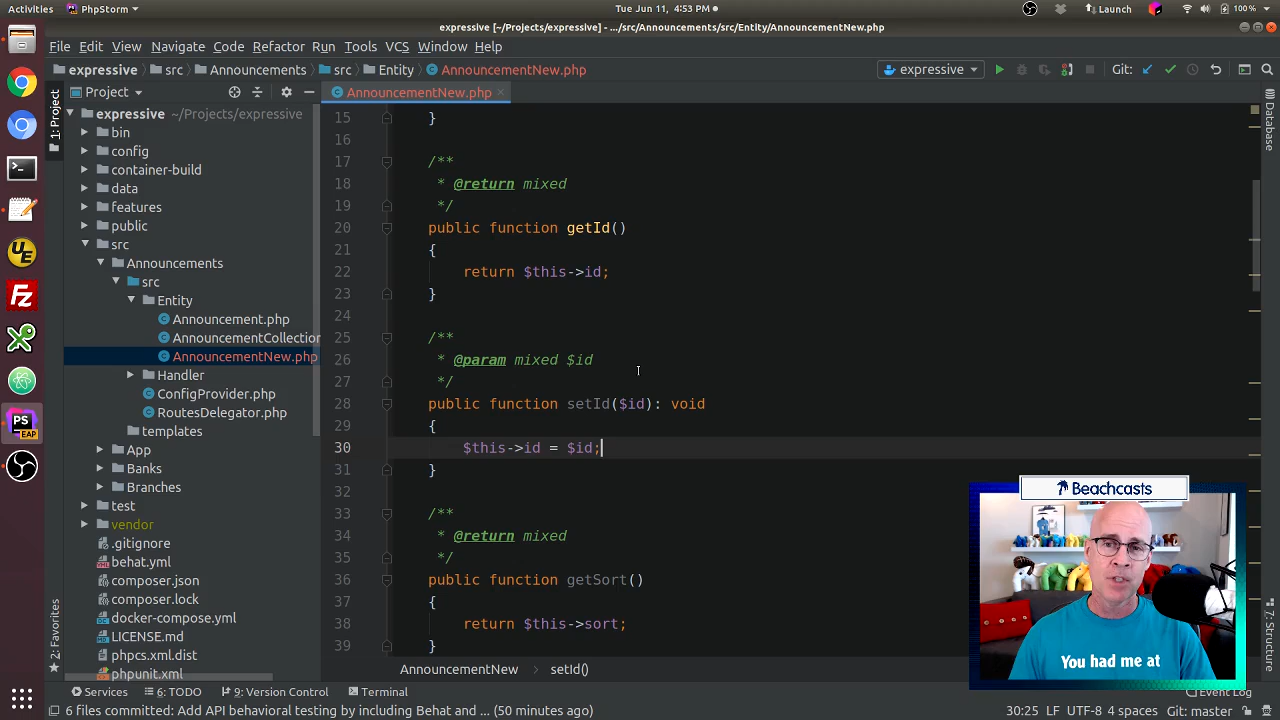 Activities
PhpStorm
Tue Jun 11, 4:53 PM
Launch
100%
expressive [~/Projects/expressive] - .../src/Announcements/src/Entity/AnnouncementNew.php
File Edit View Navigate Code Refactor Run Tools VCS Window Help
expressive src Announcements src Entity AnnouncementNew.php
expressive
Git:
Project
AnnouncementNew.php
1: Project
2: Favorites
Database
7: Structure
expressive ~/Projects/expressive
bin
config
container-build
data
features
public
src
Announcements
src
Entity
Announcement.php
AnnouncementCollection
AnnouncementNew.php
Handler
ConfigProvider.php
RoutesDelegator.php
templates
App
Banks
Branches
test
vendor
.gitignore
behat.yml
composer.json
composer.lock
docker-compose.yml
LICENSE.md
phpcs.xml.dist
phpunit.xml
15 }
16
17 /**
18 * @return mixed
19 */
20 public function getId()
21 {
22 return $this->id;
23 }
24
25 /**
26 * @param mixed $id
27 */
28 public function setId($id): void
29 {
30 $this->id = $id;
31 }
32
33 /**
34 * @return mixed
35 */
36 public function getSort()
37 {
38 return $this->sort;
39 }
AnnouncementNew › setId()
Beachcasts
You had me at
Services 6: TODO 9: Version Control Terminal
Event Log
6 files committed: Add API behavioral testing by including Behat and ... (50 minutes ago)
30:25 LF UTF-8 4 spaces Git: master